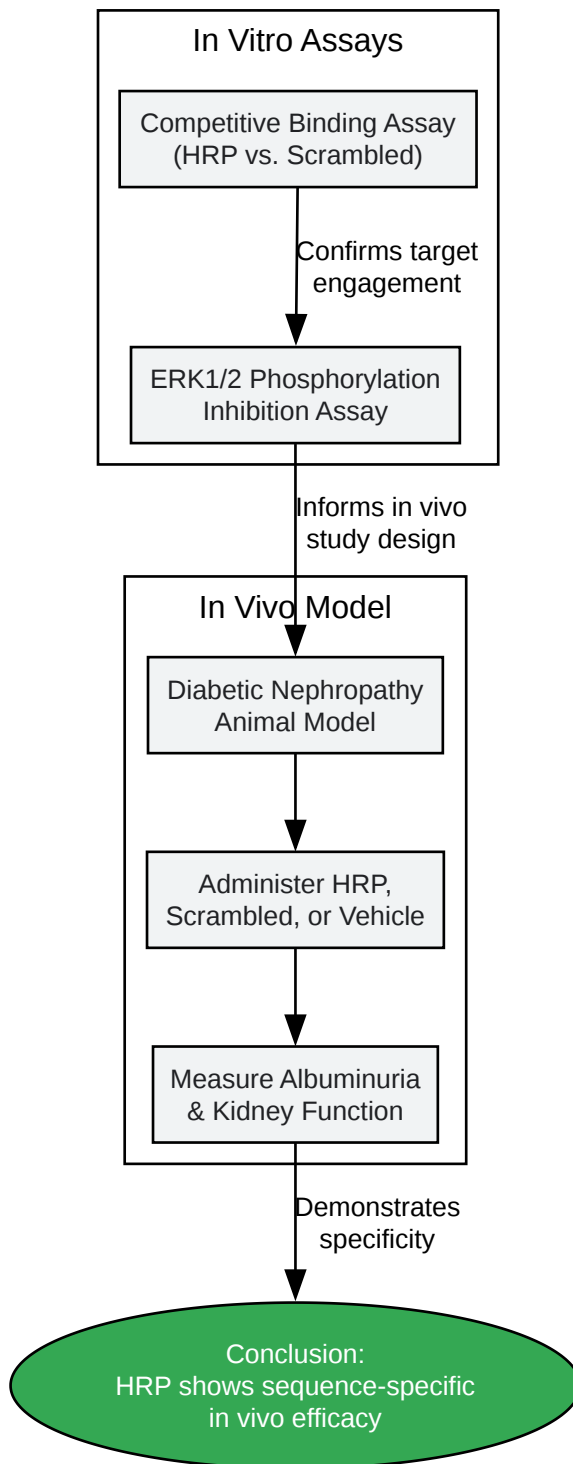 In Vitro Assays
Competitive Binding Assay
(HRP vs. Scrambled)
Confirms target
engagement
ERK1/2 Phosphorylation
Inhibition Assay
Informs in vivo
study design
In Vivo Model
Diabetic Nephropathy
Animal Model
Administer HRP,
Scrambled, or Vehicle
Measure Albuminuria
& Kidney Function
Demonstrates
specificity
Conclusion:
HRP shows sequence-specific
in vivo efficacy